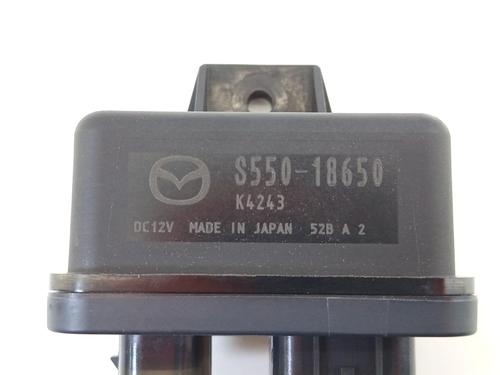 S550-18650
K4243
DC12V MADE IN JAPAN 52B A 2